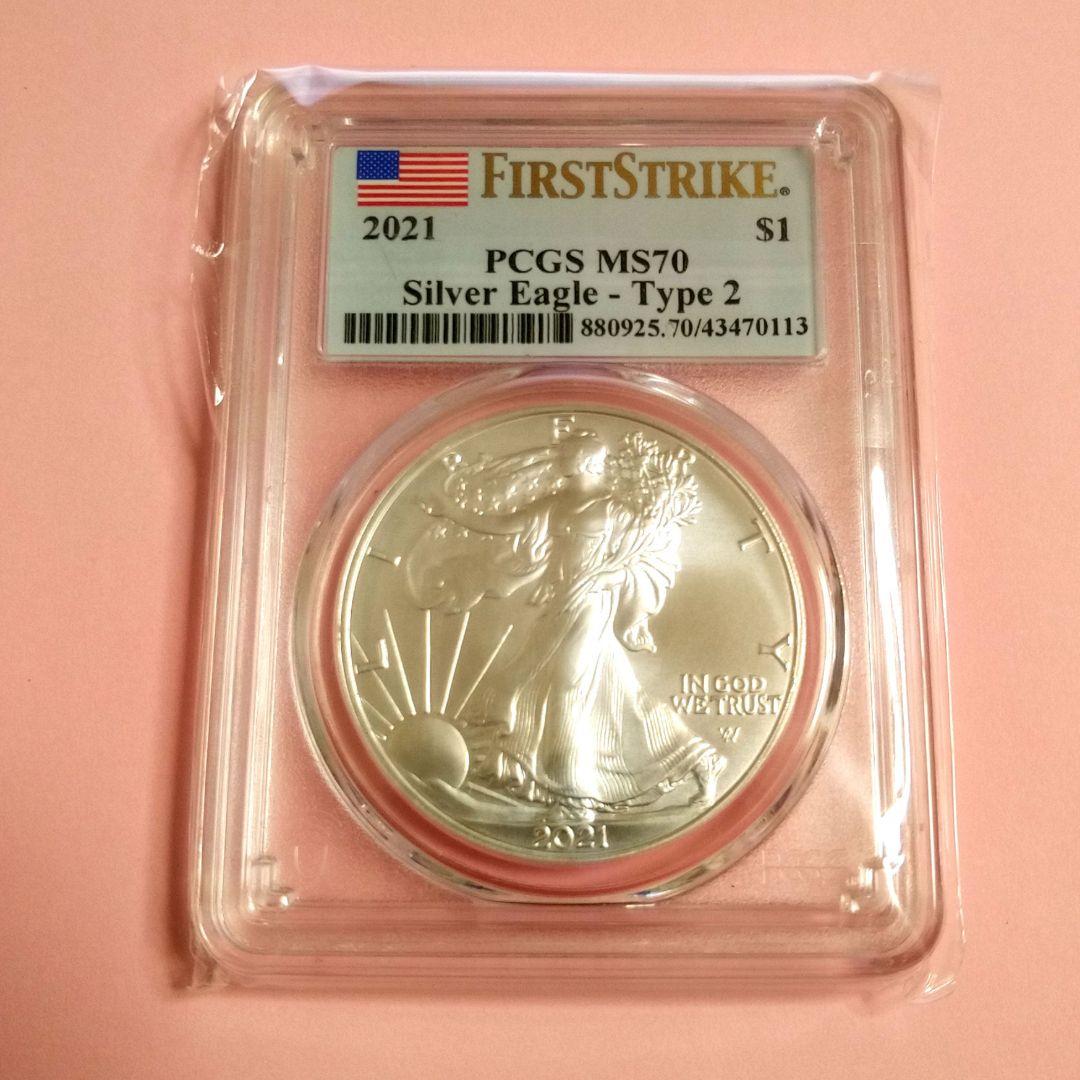 FIRSTSTRIKE®
2021 $1
PCGS MS70
Silver Eagle - Type 2
880925.70/43470113
LIBERTY
IN GOD
WE TRUST
2021